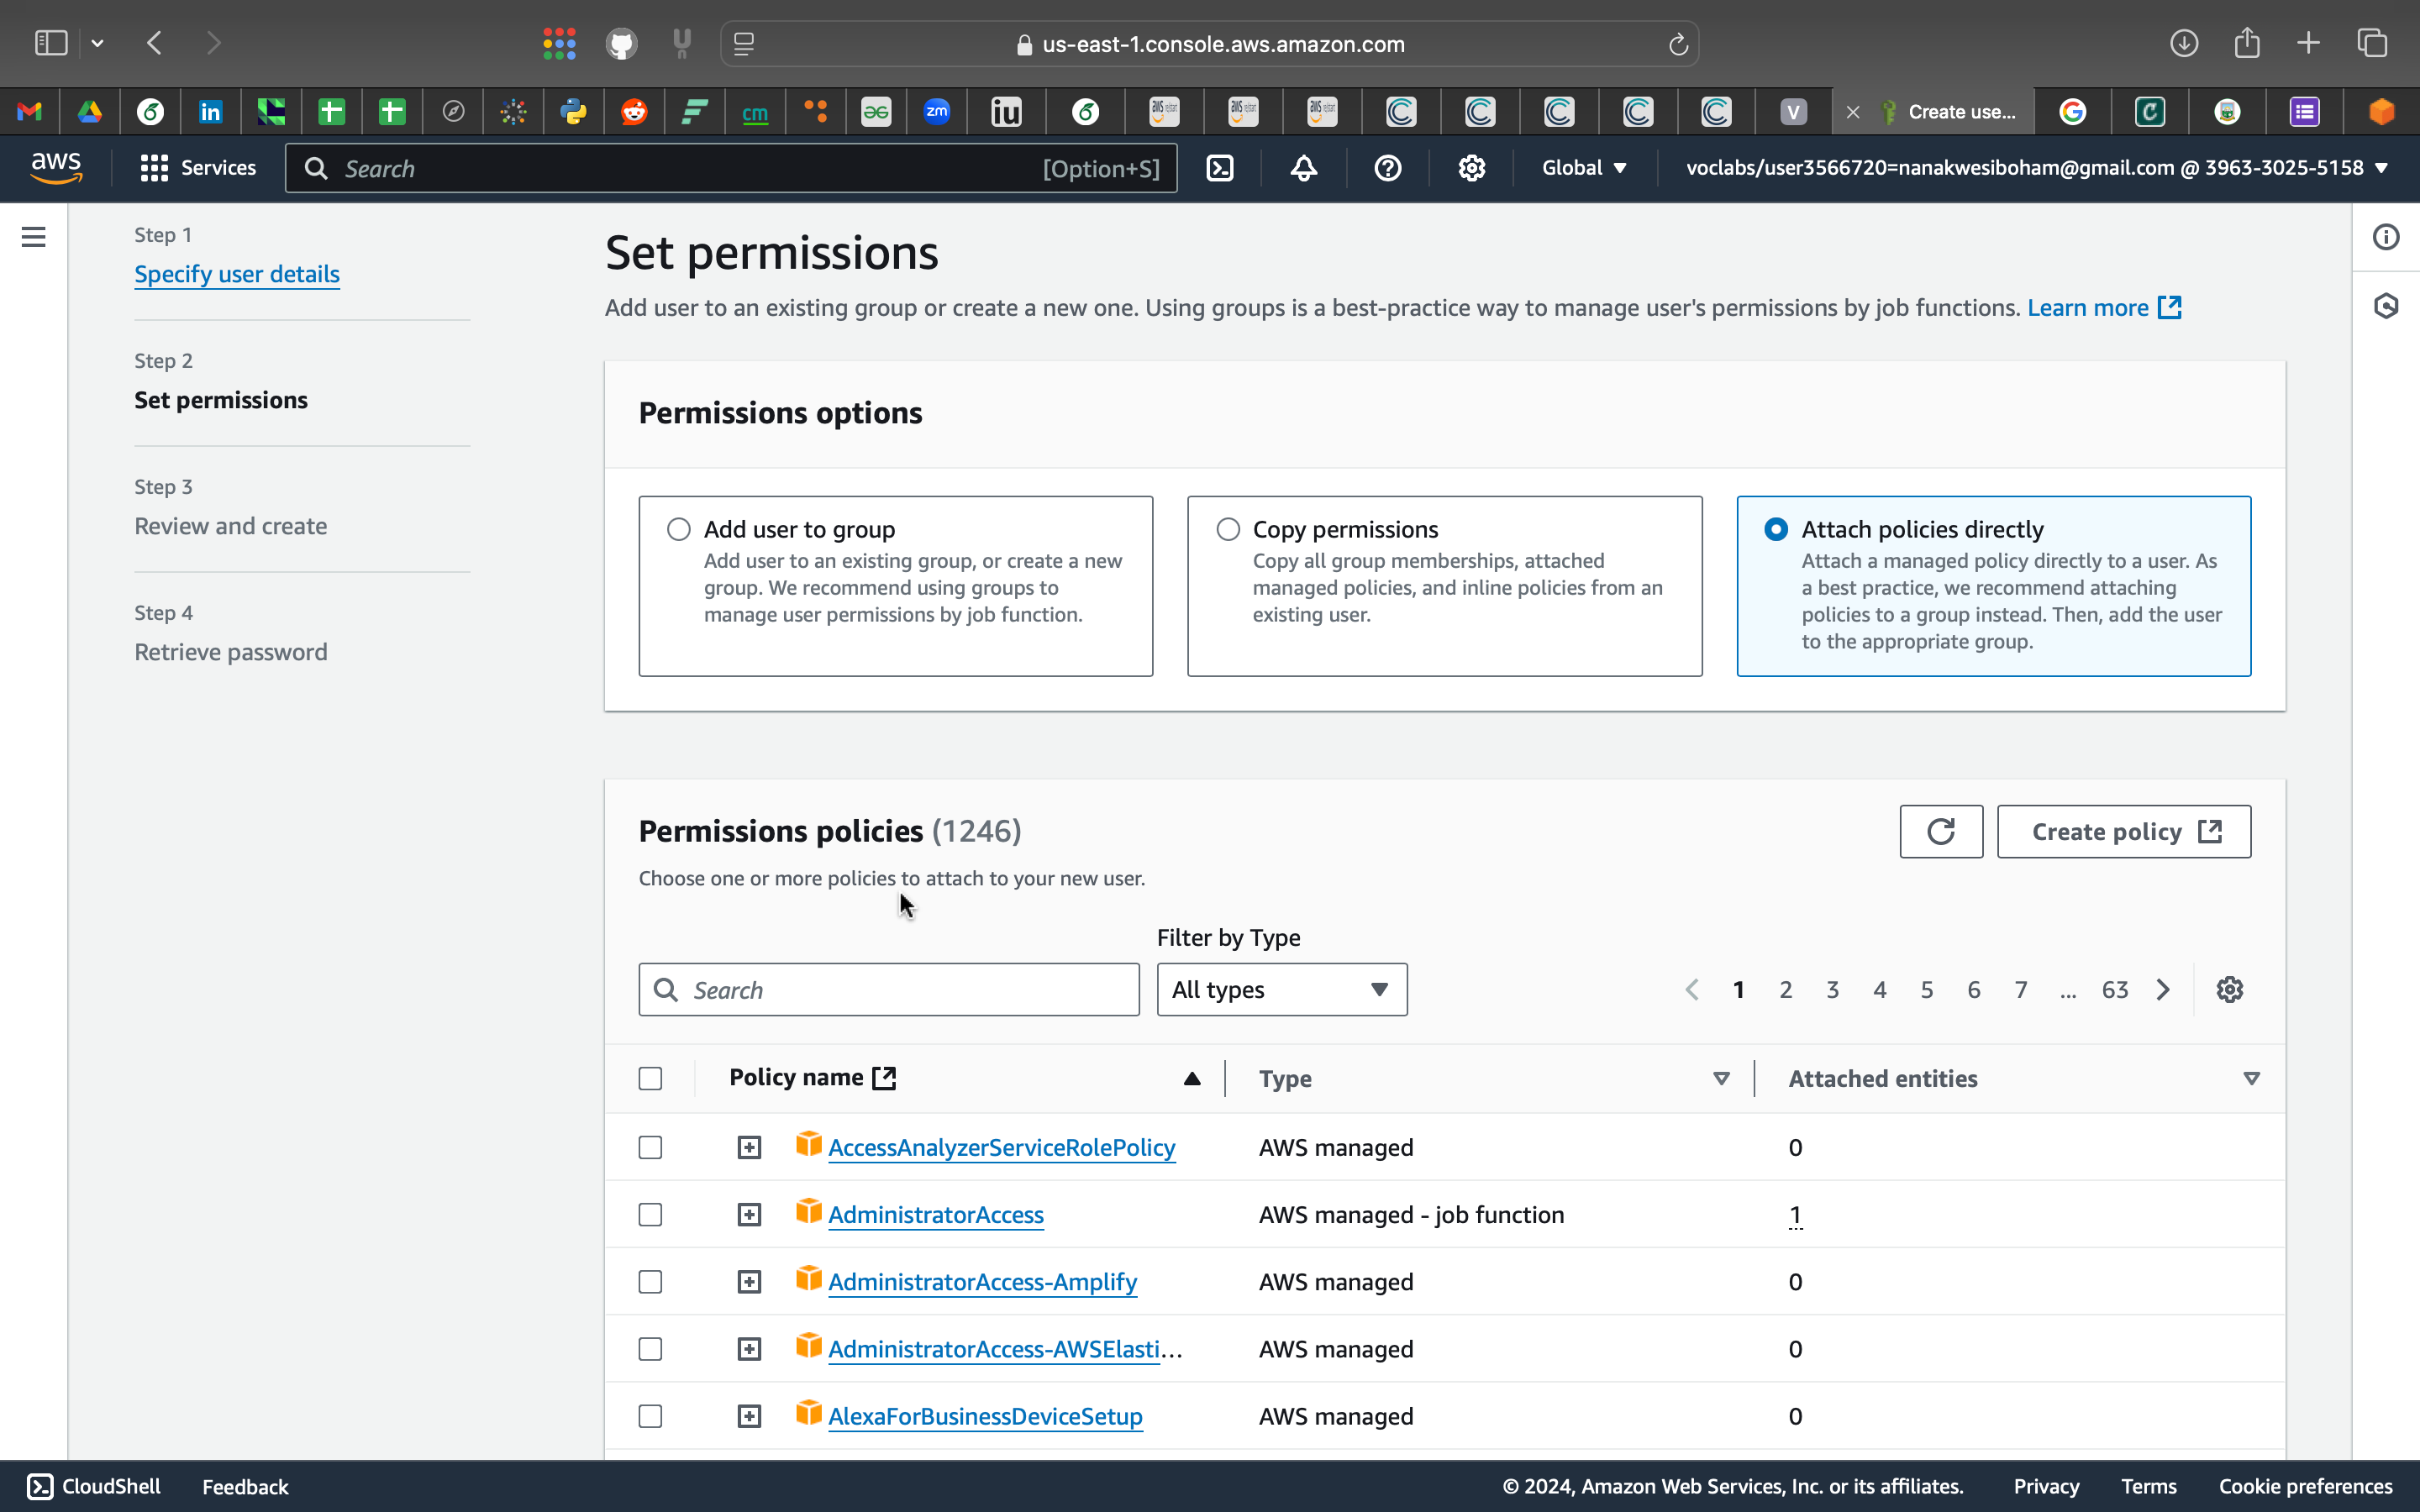 us-east-1.console.aws.amazon.com
Create use...
aws Services Search [Option+S] Global voclabs/user3566720=nanakwesiboham@gmail.com @ 3963-3025-5158
Step 1
Specify user details
Step 2
Set permissions
Step 3
Review and create
Step 4
Retrieve password
Set permissions
Add user to an existing group or create a new one. Using groups is a best-practice way to manage user's permissions by job functions. Learn more
Permissions options
Add user to group
Add user to an existing group, or create a new
group. We recommend using groups to
manage user permissions by job function.
Copy permissions
Copy all group memberships, attached
managed policies, and inline policies from an
existing user.
Attach policies directly
Attach a managed policy directly to a user. As
a best practice, we recommend attaching
policies to a group instead. Then, add the user
to the appropriate group.
Permissions policies (1246)
Create policy
Choose one or more policies to attach to your new user.
Filter by Type
Search All types 1 2 3 4 5 6 7 ... 63
Policy name Type Attached entities
AccessAnalyzerServiceRolePolicy AWS managed 0
AdministratorAccess AWS managed - job function 1
AdministratorAccess-Amplify AWS managed 0
AdministratorAccess-AWSElasti... AWS managed 0
AlexaForBusinessDeviceSetup AWS managed 0
CloudShell Feedback © 2024, Amazon Web Services, Inc. or its affiliates. Privacy Terms Cookie preferences